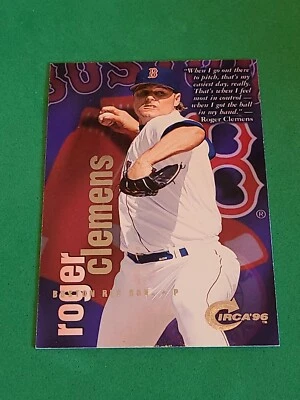 BOSTON
"When I go out there
to pitch, that's my
easiest day, really.
That's when I feel
most in control —
when I got the ball
in my hand." —
Roger Clemens
B
B
®
roger
clemens
BOSTON RED SOX • P
CIRCA'96
TM